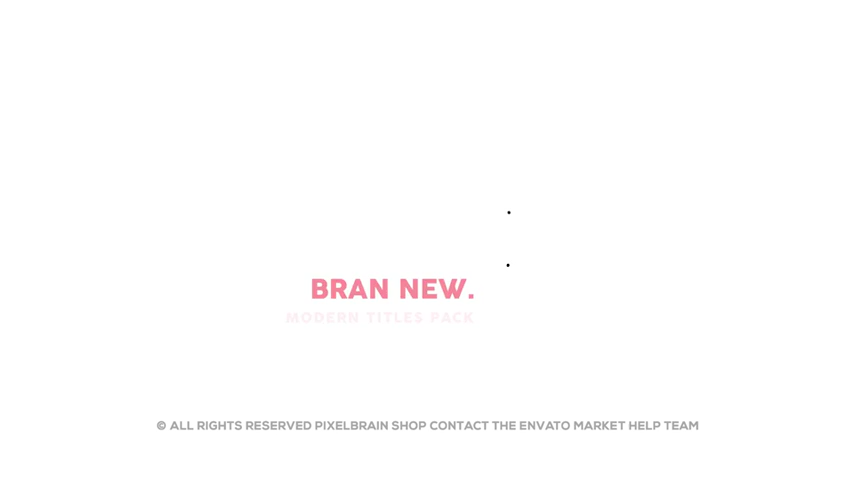 BRAN NEW.
MODERN TITLES PACK
© ALL RIGHTS RESERVED PIXELBRAIN SHOP CONTACT THE ENVATO MARKET HELP TEAM